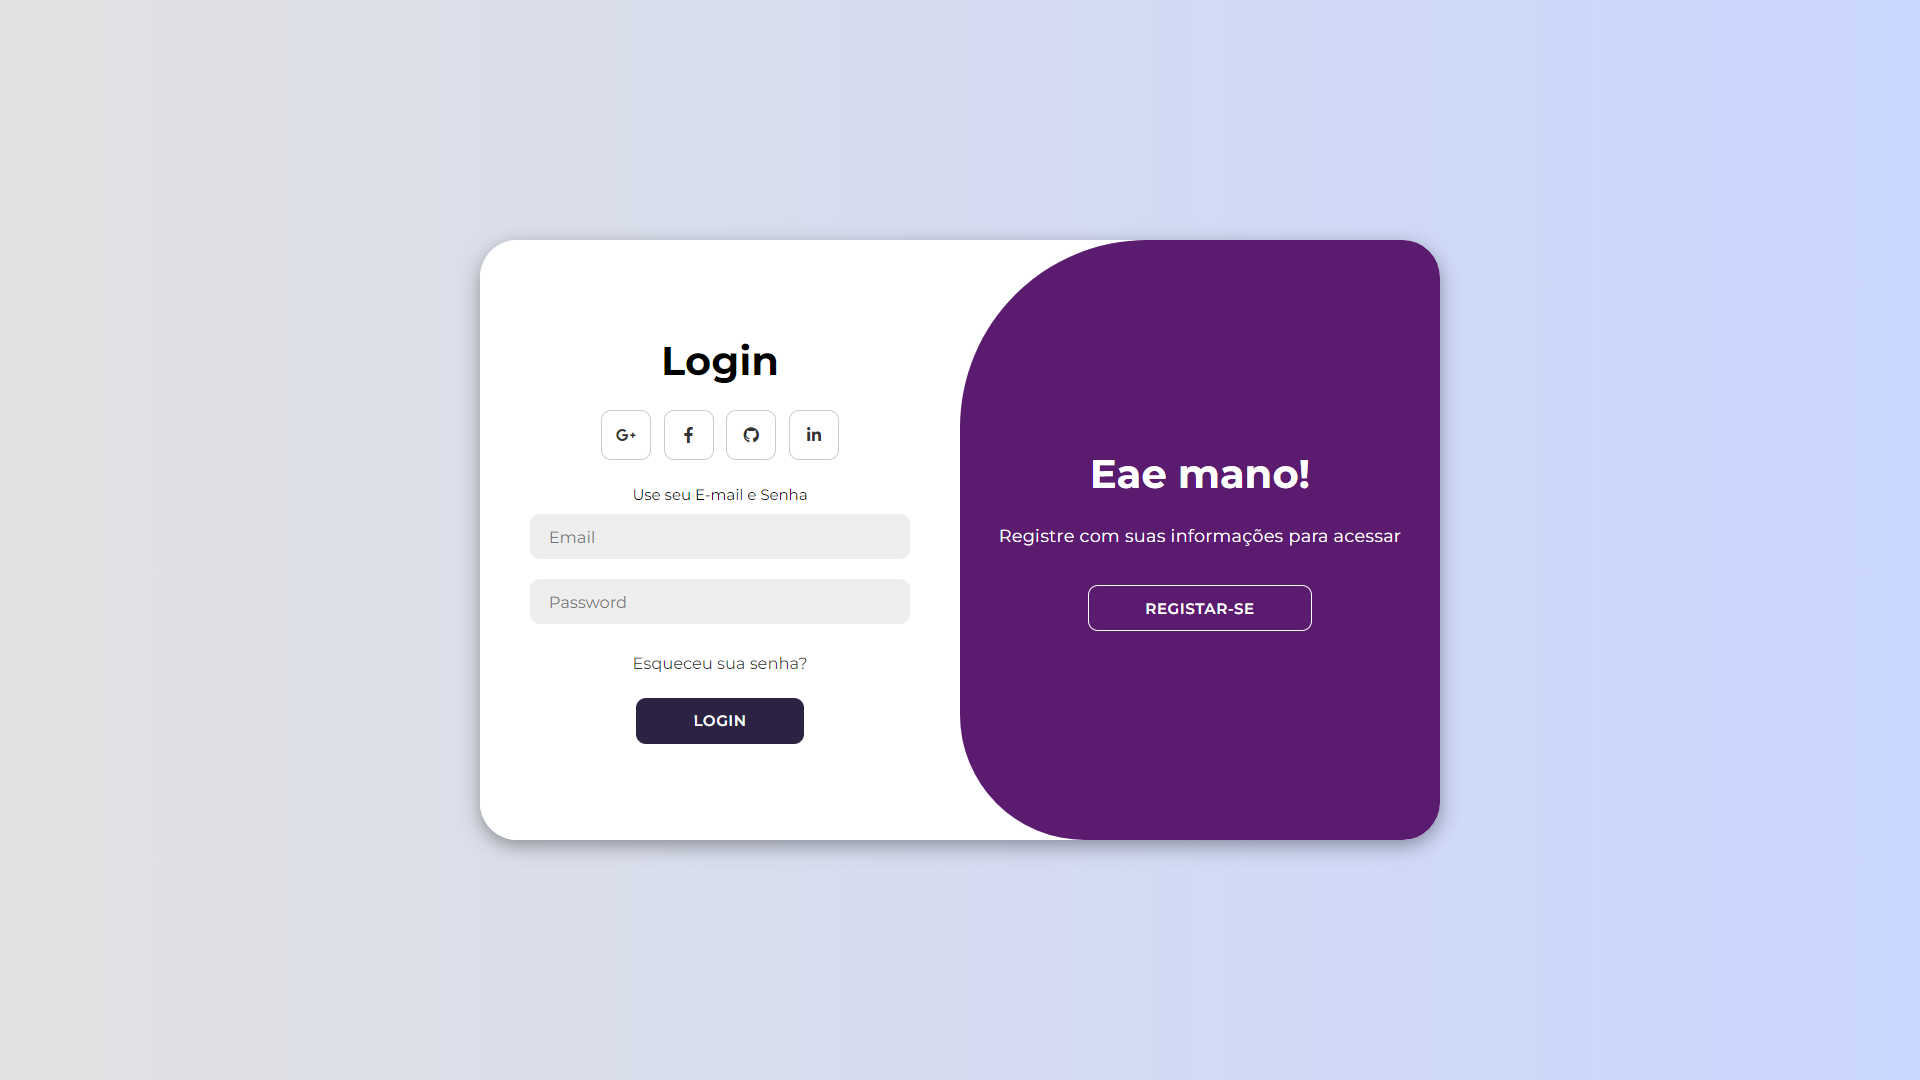 Login
G+
Use seu E-mail e Senha
Email
Password
Esqueceu sua senha?
LOGIN
Eae mano!
Registre com suas informações para acessar
REGISTAR-SE